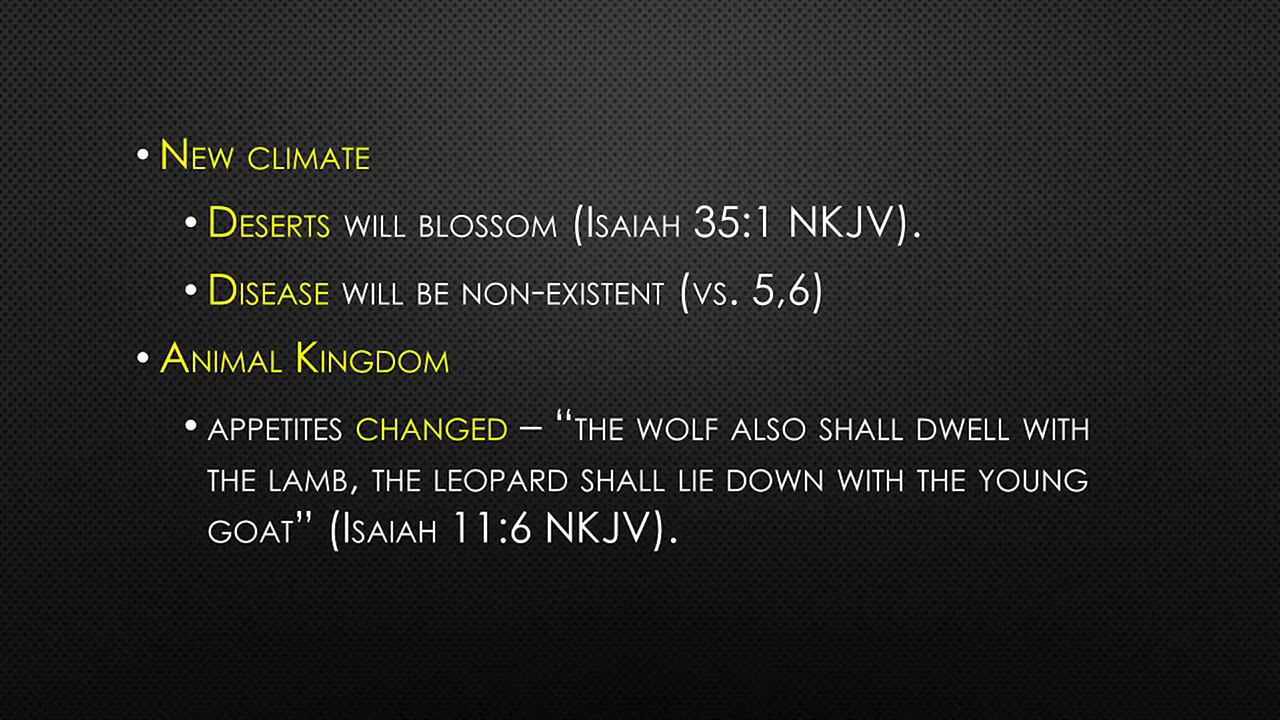 • New climate
• Deserts will blossom (Isaiah 35:1 NKJV).
• Disease will be non-existent (vs. 5,6)
• Animal Kingdom
• appetites changed – “the wolf also shall dwell with
the lamb, the leopard shall lie down with the young
goat” (Isaiah 11:6 NKJV).